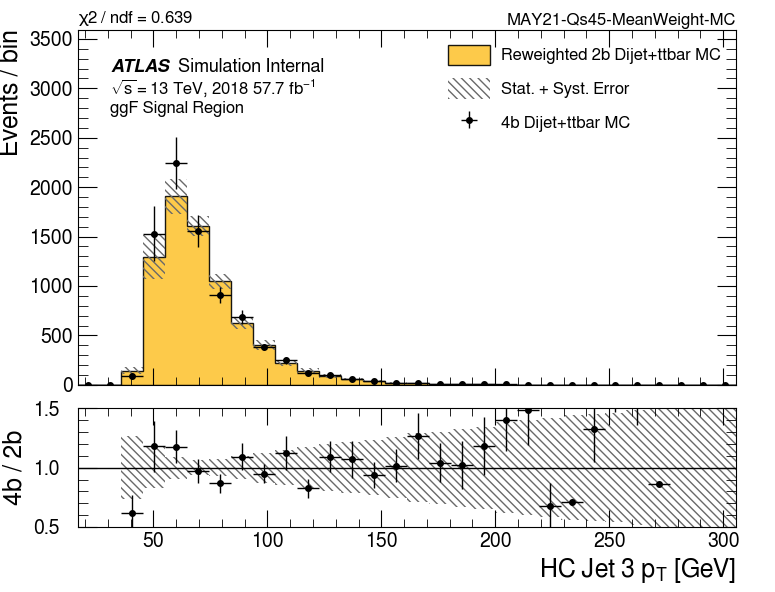 χ2 / ndf = 0.639
MAY21-Qs45-MeanWeight-MC
Events / bin
3500
3000
2500
2000
1500
1000
500
0
ATLAS Simulation Internal
√s = 13 TeV, 2018 57.7 fb−1
ggF Signal Region
Reweighted 2b Dijet+ttbar MC
Stat. + Syst. Error
4b Dijet+ttbar MC
4b / 2b
1.5
1.0
0.5
50 100 150 200 250 300
HC Jet 3 pT [GeV]